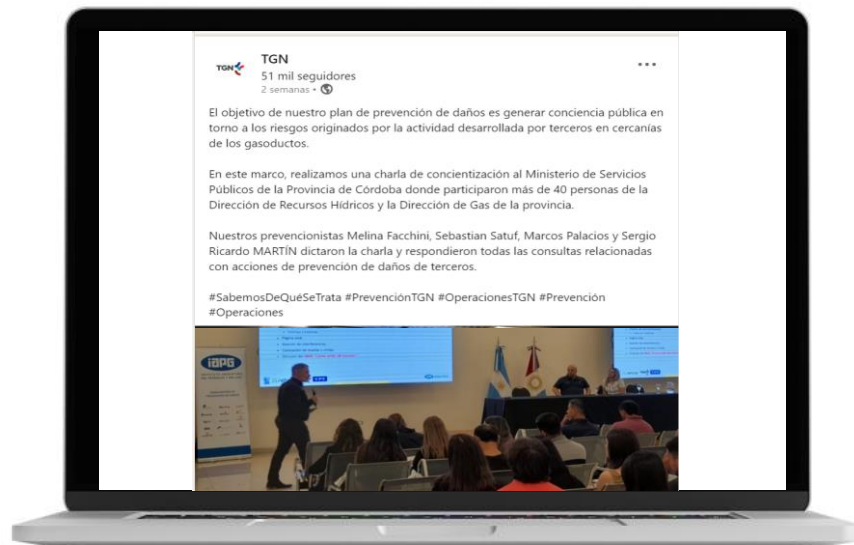 TGN
TGN
51 mil seguidores
2 semanas •
El objetivo de nuestro plan de prevención de daños es generar conciencia pública en
torno a los riesgos originados por la actividad desarrollada por terceros en cercanías
de los gasoductos.
En este marco, realizamos una charla de concientización al Ministerio de Servicios
Públicos de la Provincia de Córdoba donde participaron más de 40 personas de la
Dirección de Recursos Hídricos y la Dirección de Gas de la provincia.
Nuestros prevencionistas Melina Facchini, Sebastian Satuf, Marcos Palacios y Sergio
Ricardo MARTÍN dictaron la charla y respondieron todas las consultas relacionadas
con acciones de prevención de daños de terceros.
#SabemosDeQuéSeTrata #PrevenciónTGN #OperacionesTGN #Prevención
#Operaciones
iAPG